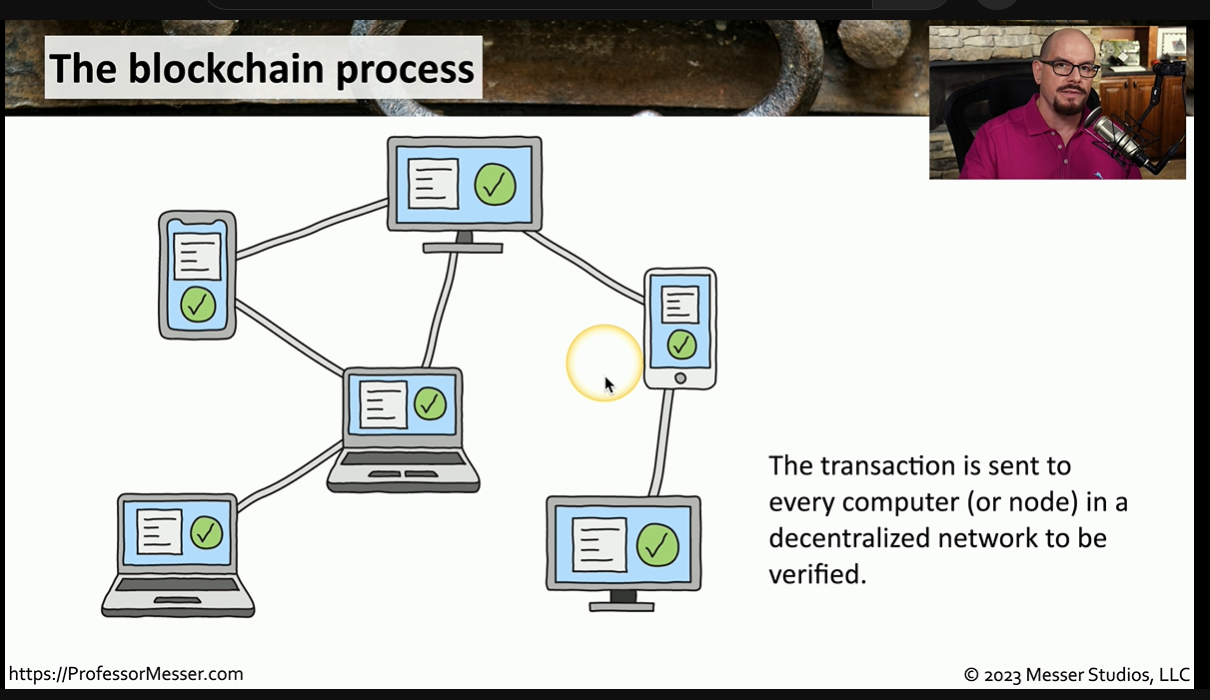 The blockchain process
The transaction is sent to
every computer (or node) in a
decentralized network to be
verified.
https://ProfessorMesser.com
© 2023 Messer Studios, LLC